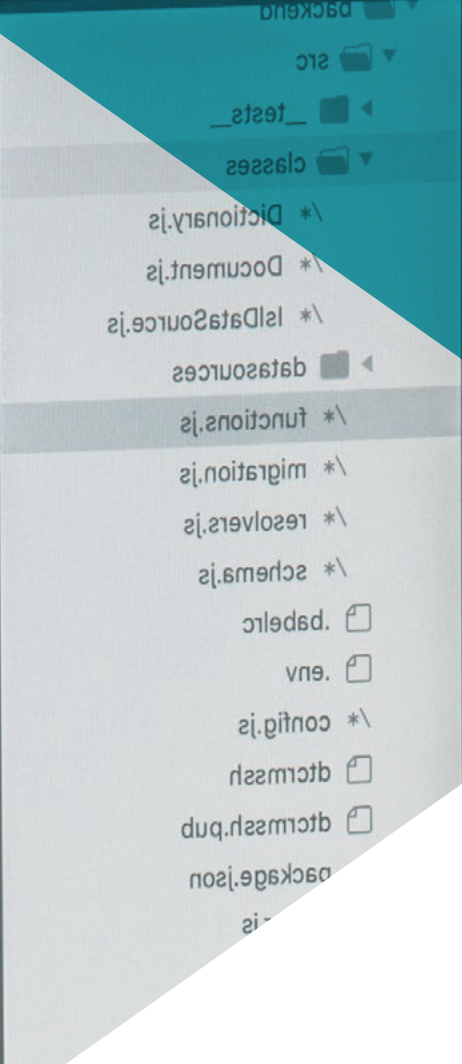 backend
src
__tests__
classes
/* Dictionary.js
/* Document.js
/* IslDataSource.js
datasources
/* functions.js
/* migration.js
/* resolvers.js
/* schema.js
.babelrc
.env
/* config.js
dtcrmssh
dtcrmssh.pub
package.json